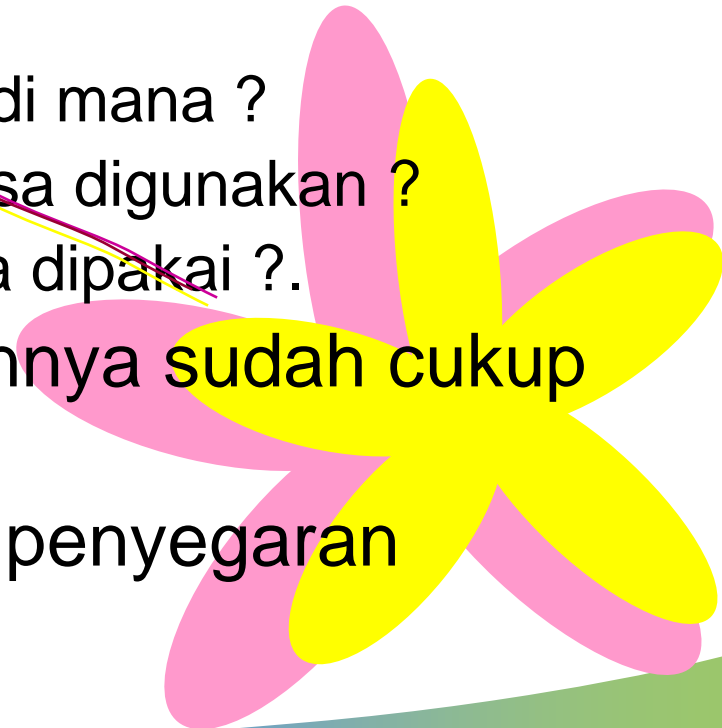 di mana ?
sa digunakan ?
a dipakai ?.
nnya sudah cukup
penyegaran